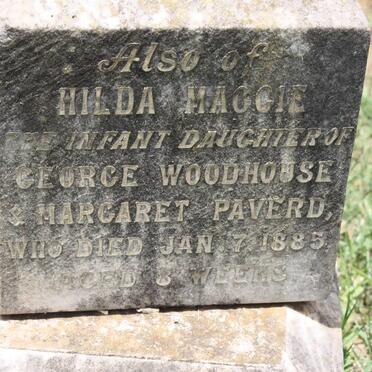 Also of
HILDA MAGGIE
THE INFANT DAUGHTER OF
GEORGE WOODHOUSE
& MARGARET PAVERD,
WHO DIED JAN. 7. 1885.
AGED 8 WEEKS